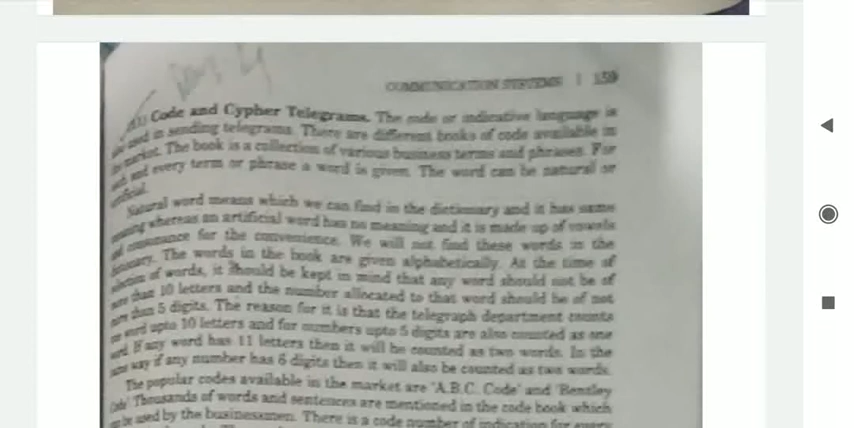 COMMUNICATION SYSTEMS | 159
Code and Cypher Telegrams. The code or indicative language is
also used in sending telegrams. There are different books of code available in
the market. The book is a collection of various business terms and phrases. For
each and every term or phrase a word is given. The word can be natural or
artificial.
Natural word means which we can find in the dictionary and it has same
meaning whereas an artificial word has no meaning and it is made up of vowels
and consonance for the convenience. We will not find these words in the
dictionary. The words in the book are given alphabetically. At the time of
selection of words, it should be kept in mind that any word should not be of
more than 10 letters and the number allocated to that word should be of not
more than 5 digits. The reason for it is that the telegraph department counts
one word upto 10 letters and for numbers upto 5 digits are also counted as one
word. If any word has 11 letters then it will be counted as two words. In the
same way if any number has 6 digits then it will also be counted as two words.
The popular codes available in the market are 'A.B.C. Code' and 'Bentley
Code'. Thousands of words and sentences are mentioned in the code book which
can be used by the businessmen. There is a code number of indication for every